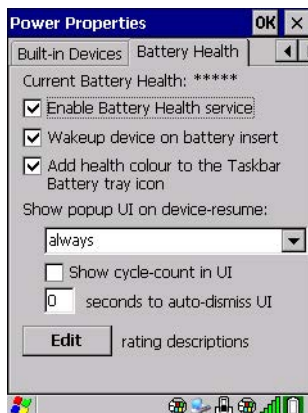 Power Properties OK ×
Built-in Devices Battery Health
Current Battery Health: *****
Enable Battery Health service
Wakeup device on battery insert
Add health colour to the Taskbar
Battery tray icon
Show popup UI on device-resume:
always
Show cycle-count in UI
0 seconds to auto-dismiss UI
Edit rating descriptions